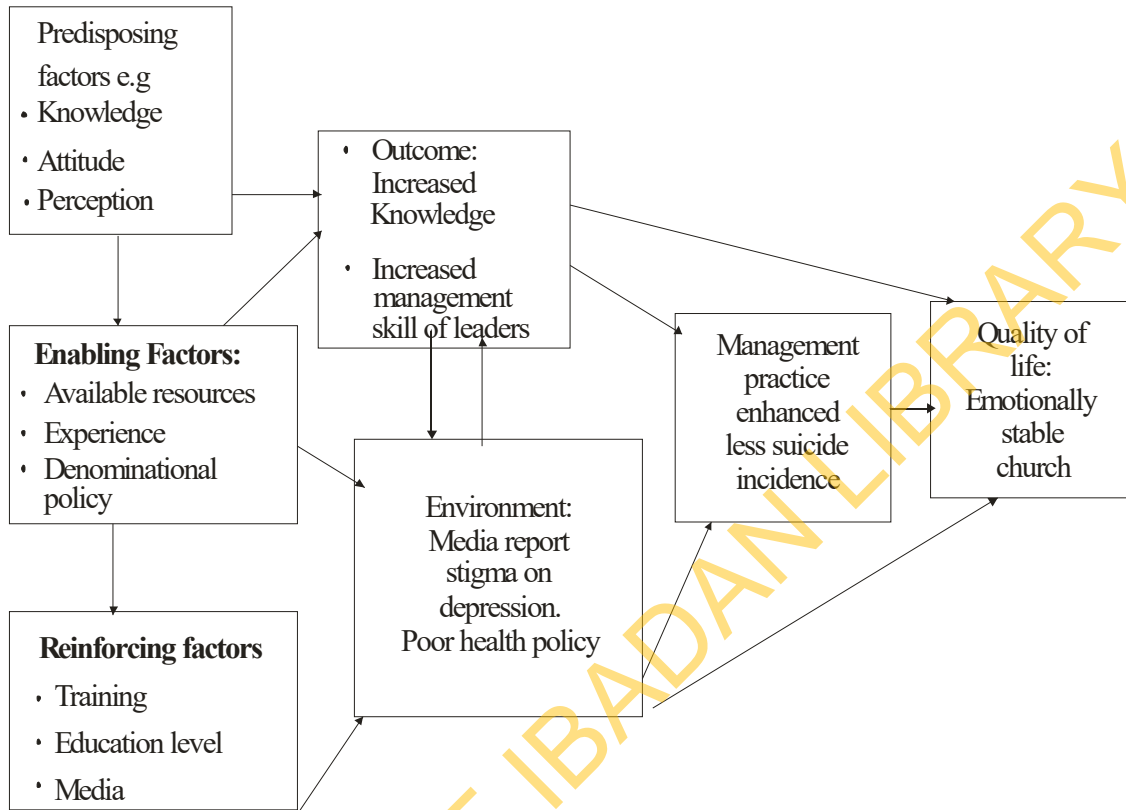 Predisposing
factors e.g
• Knowledge
• Attitude
• Perception
• Outcome:
Increased
Knowledge
• Increased
management
skill of leaders
Enabling Factors:
• Available resources
• Experience
• Denominational
policy
Management
practice
enhanced
less suicide
incidence
Quality of
life:
Emotionally
stable
church
Environment:
Media report
stigma on
depression.
Poor health policy
Reinforcing factors
• Training
• Education level
• Media
IBADAN LIBRARY